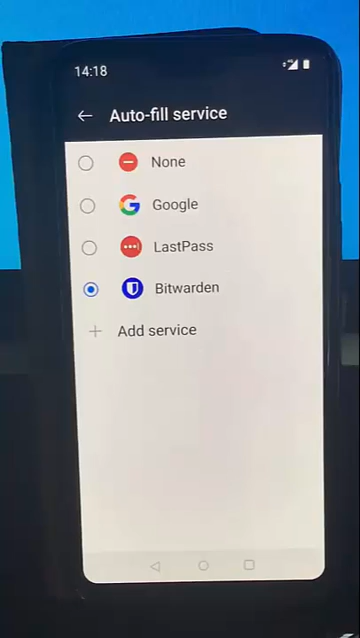 14:18
Auto-fill service
None
Google
LastPass
Bitwarden
Add service